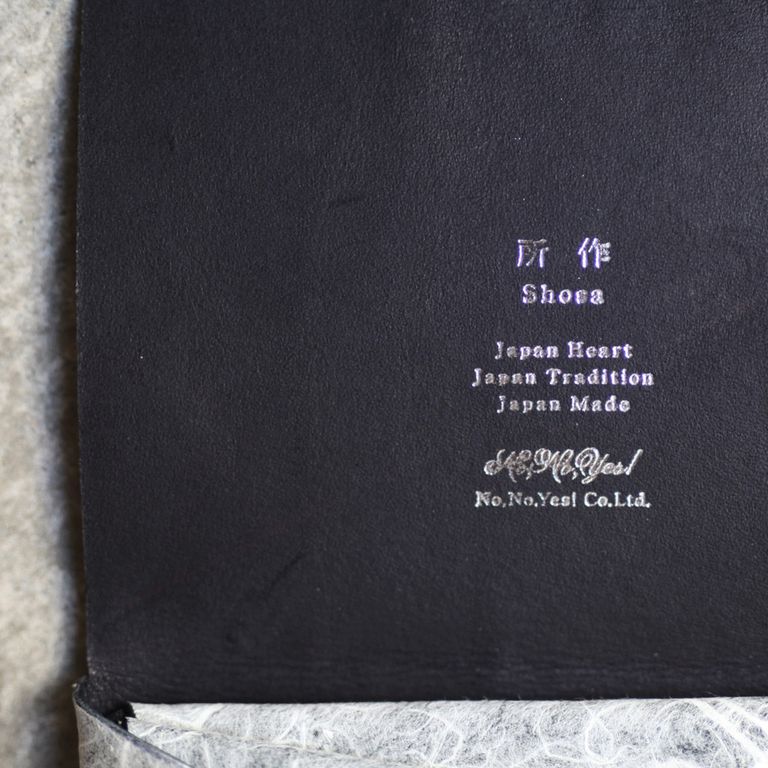 所作
Shosa
Japan Heart
Japan Tradition
Japan Made
No,No,Yes!
No,No,Yes! Co.Ltd.